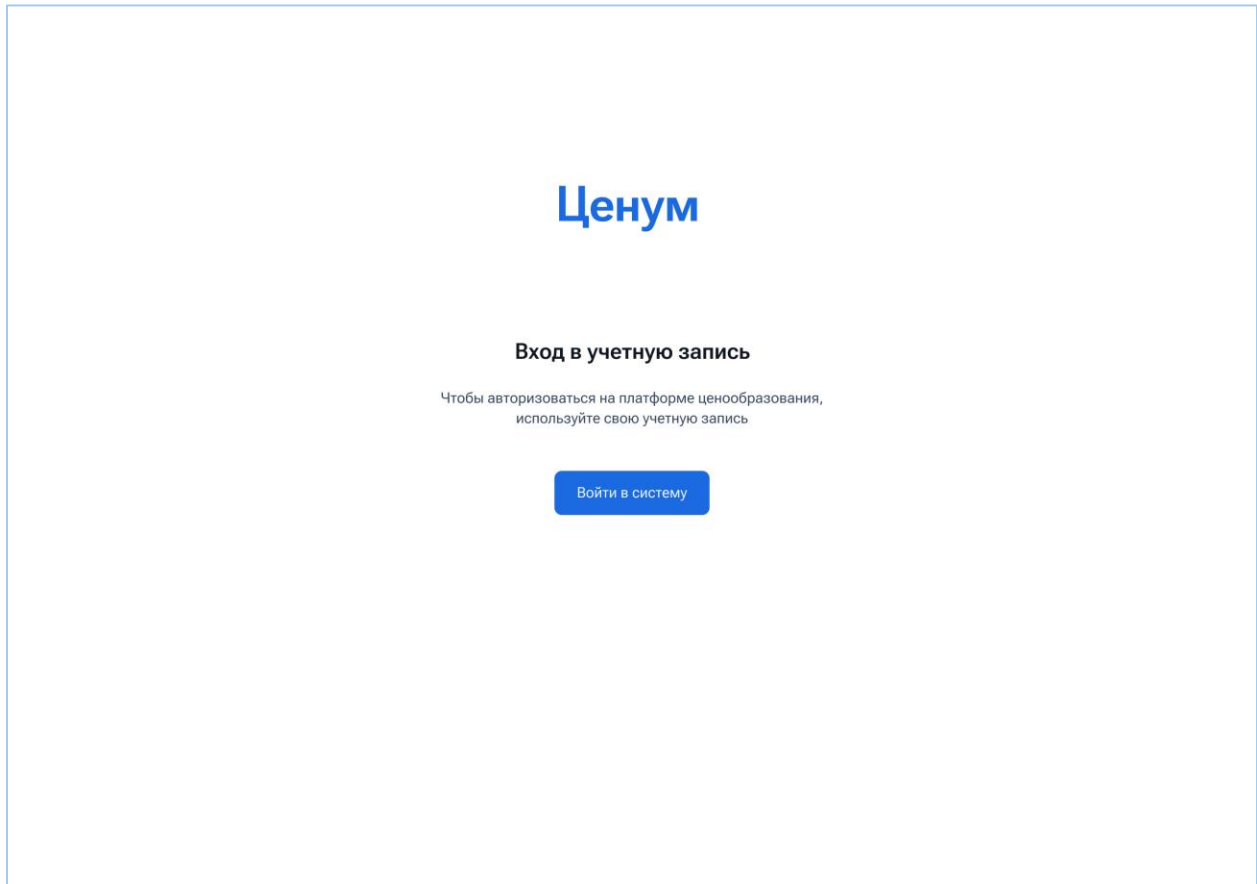 Ценум
Вход в учетную запись
Чтобы авторизоваться на платформе ценообразования,
используйте свою учетную запись
Войти в систему